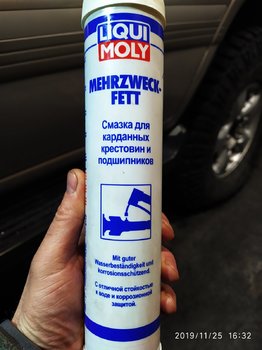 LIQUI
MOLY
MEHRZWECK-
FETT
Смазка для
карданных
крестовин и
подшипников
Mit guter
Wasserbeständigkeit und
korrosionsschützend.
С отличной стойкостью
к воде и коррозионной
защитой.
2019/11/25 16:32